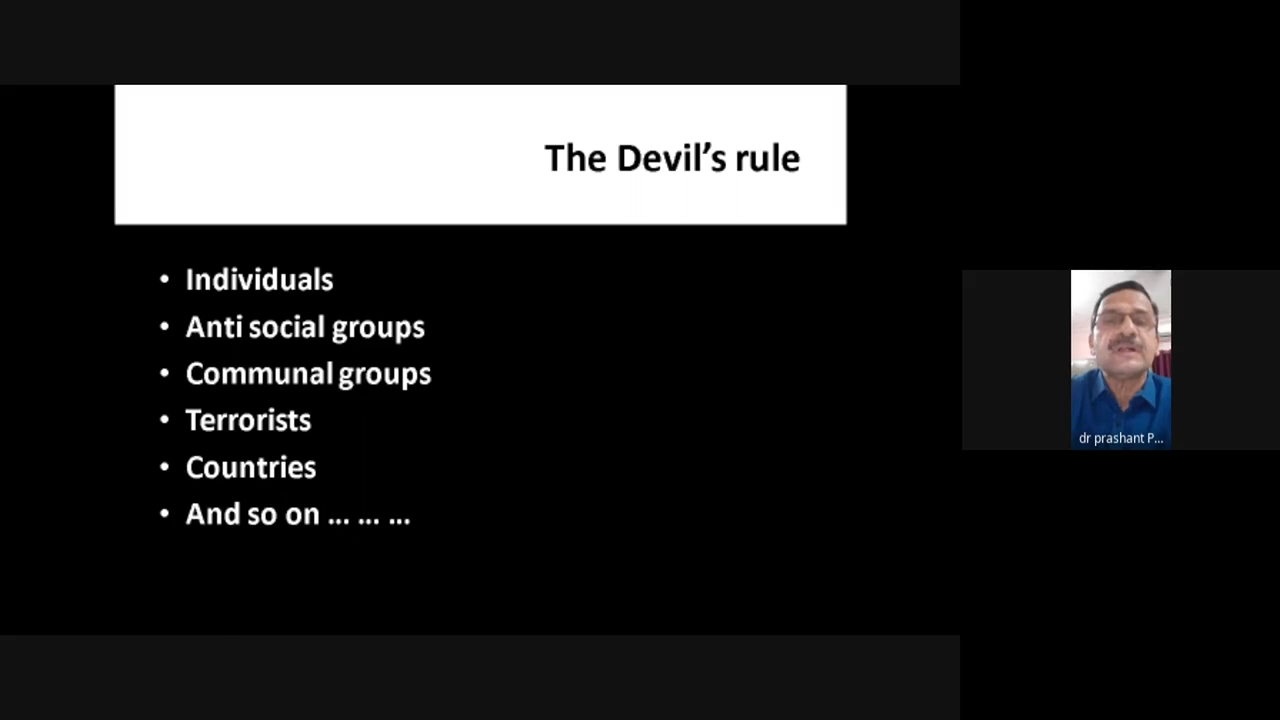 The Devil’s rule
• Individuals
• Anti social groups
• Communal groups
• Terrorists
• Countries
• And so on ... ... ...
dr prashant P...